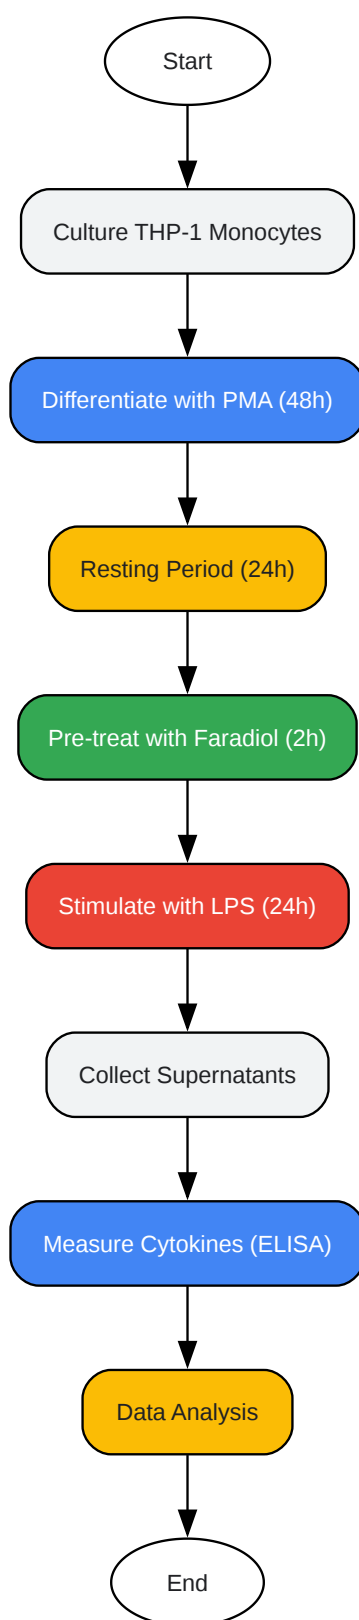 Start
Culture THP-1 Monocytes
Differentiate with PMA (48h)
Resting Period (24h)
Pre-treat with Faradiol (2h)
Stimulate with LPS (24h)
Collect Supernatants
Measure Cytokines (ELISA)
Data Analysis
End